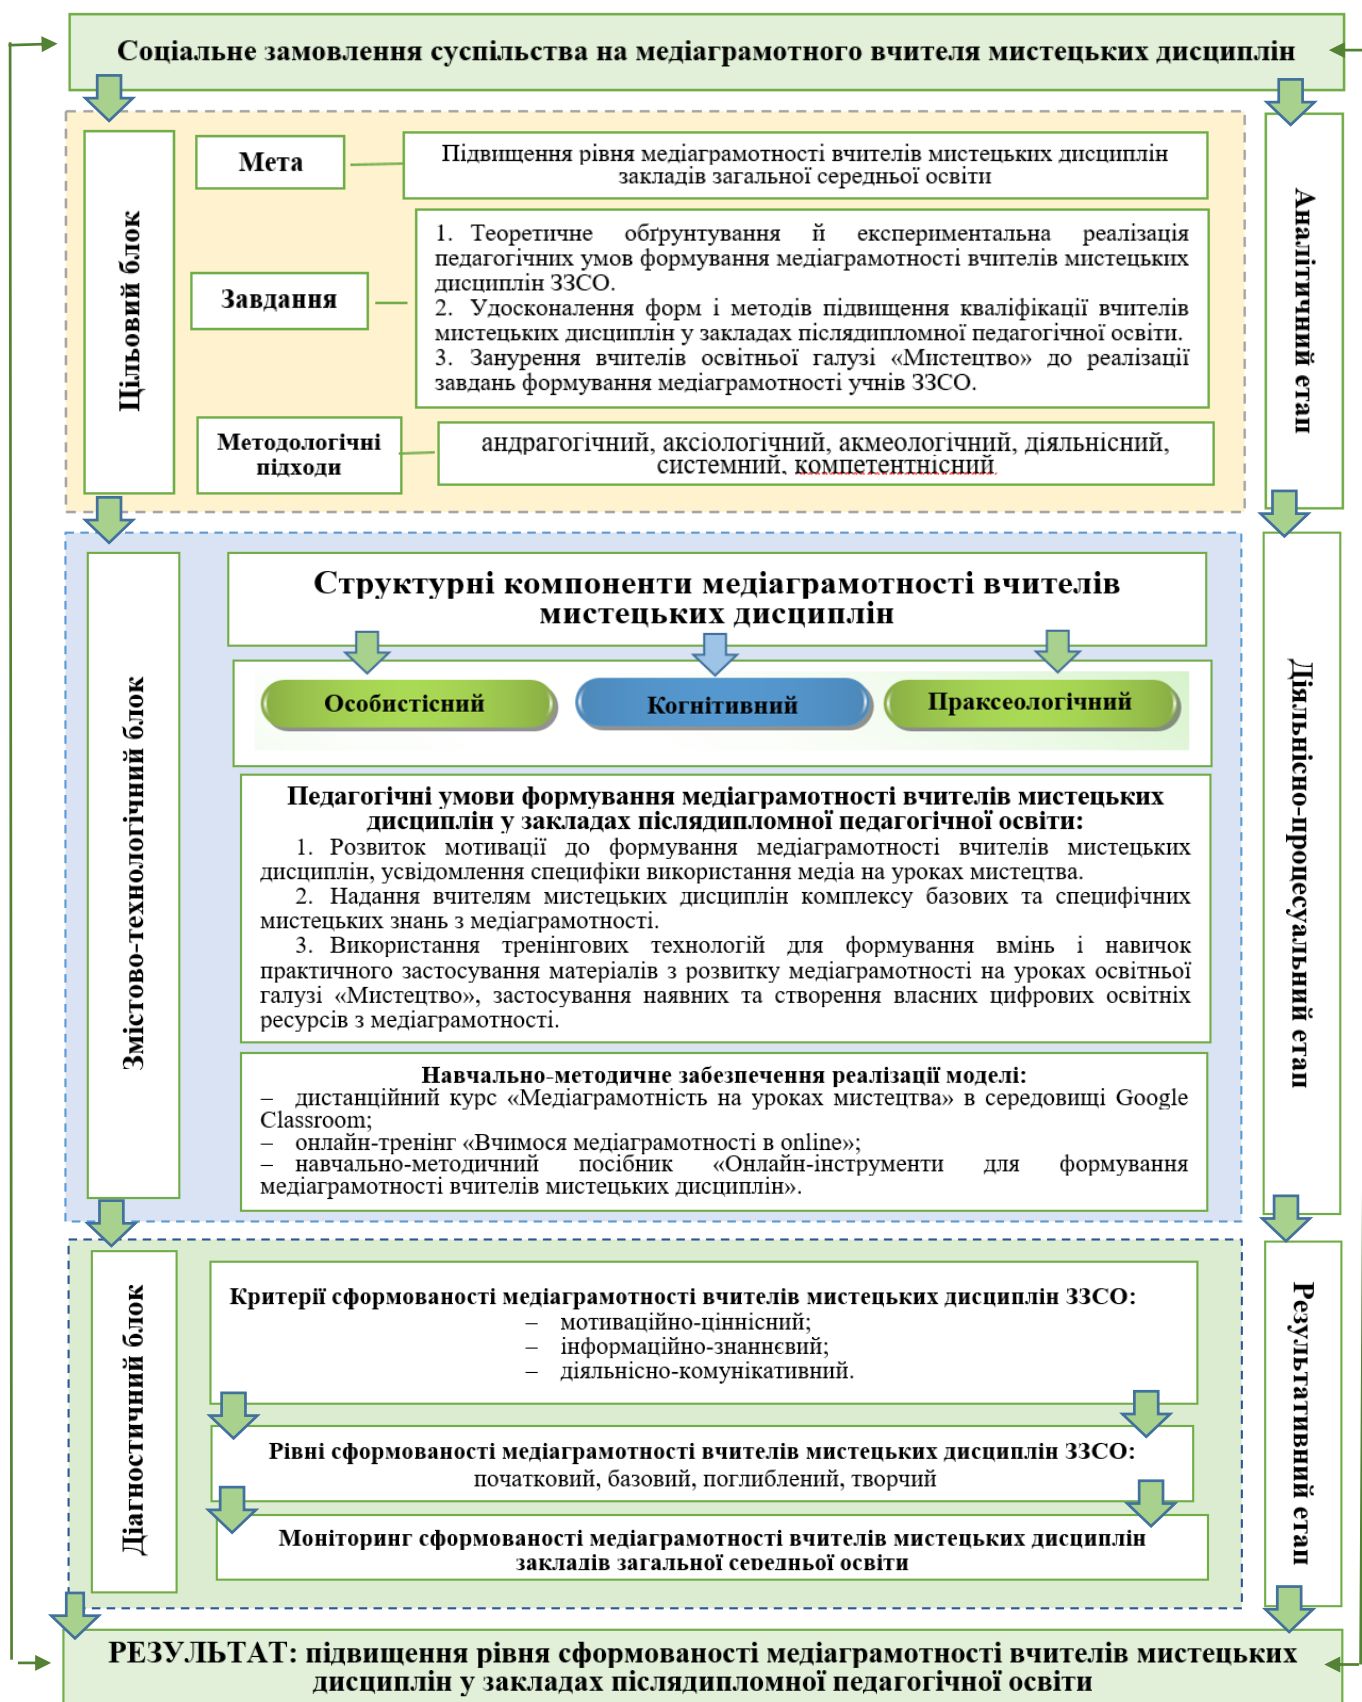 Соціальне замовлення суспільства на медіаграмотного вчителя мистецьких дисциплін
Цільовий блок
Мета
Підвищення рівня медіаграмотності вчителів мистецьких дисциплін
закладів загальної середньої освіти
Завдання
1. Теоретичне обґрунтування й експериментальна реалізація
педагогічних умов формування медіаграмотності вчителів мистецьких
дисциплін ЗЗСО.
2. Удосконалення форм і методів підвищення кваліфікації вчителів
мистецьких дисциплін у закладах післядипломної педагогічної освіти.
3. Занурення вчителів освітньої галузі «Мистецтво» до реалізації
завдань формування медіаграмотності учнів ЗЗСО.
Методологічні
підходи
андрагогічний, аксіологічний, акмеологічний, діяльнісний,
системний, компетентнісний
Аналітичний етап
Змістово-технологічний блок
Структурні компоненти медіаграмотності вчителів
мистецьких дисциплін
Особистісний
Когнітивний
Праксеологічний
Педагогічні умови формування медіаграмотності вчителів мистецьких
дисциплін у закладах післядипломної педагогічної освіти:
1. Розвиток мотивації до формування медіаграмотності вчителів мистецьких
дисциплін, усвідомлення специфіки використання медіа на уроках мистецтва.
2. Надання вчителям мистецьких дисциплін комплексу базових та специфічних
мистецьких знань з медіаграмотності.
3. Використання тренінгових технологій для формування вмінь і навичок
практичного застосування матеріалів з розвитку медіаграмотності на уроках освітньої
галузі «Мистецтво», застосування наявних та створення власних цифрових освітніх
ресурсів з медіаграмотності.
Навчально-методичне забезпечення реалізації моделі:
– дистанційний курс «Медіаграмотність на уроках мистецтва» в середовищі Google
Classroom;
– онлайн-тренінг «Вчимося медіаграмотності в online»;
– навчально-методичний посібник «Онлайн-інструменти для формування
медіаграмотності вчителів мистецьких дисциплін».
Діяльнісно-процесуальний етап
Діагностичний блок
Критерії сформованості медіаграмотності вчителів мистецьких дисциплін ЗЗСО:
– мотиваційно-ціннісний;
– інформаційно-знаннєвий;
– діяльнісно-комунікативний.
Рівні сформованості медіаграмотності вчителів мистецьких дисциплін ЗЗСО:
початковий, базовий, поглиблений, творчий
Моніторинг сформованості медіаграмотності вчителів мистецьких дисциплін
закладів загальної середньої освіти
Результативний етап
РЕЗУЛЬТАТ: підвищення рівня сформованості медіаграмотності вчителів мистецьких
дисциплін у закладах післядипломної педагогічної освіти